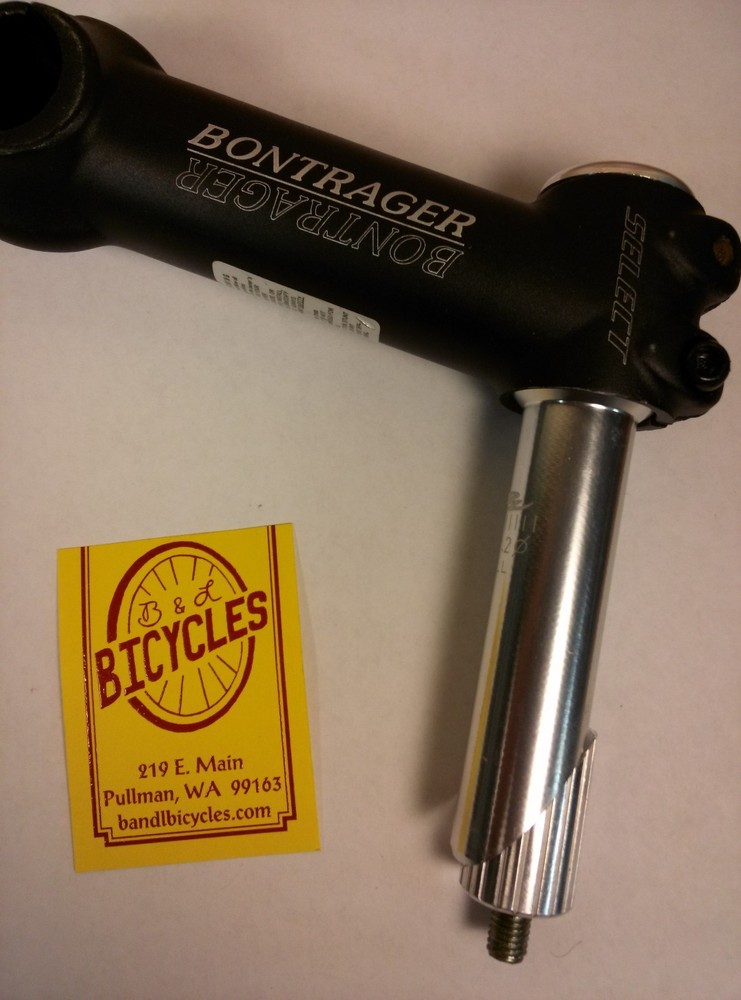 BONTRAGER
BONTRAGER
SELECT
B & L
BICYCLES
219 E. Main
Pullman, WA 99163
bandlbicycles.com